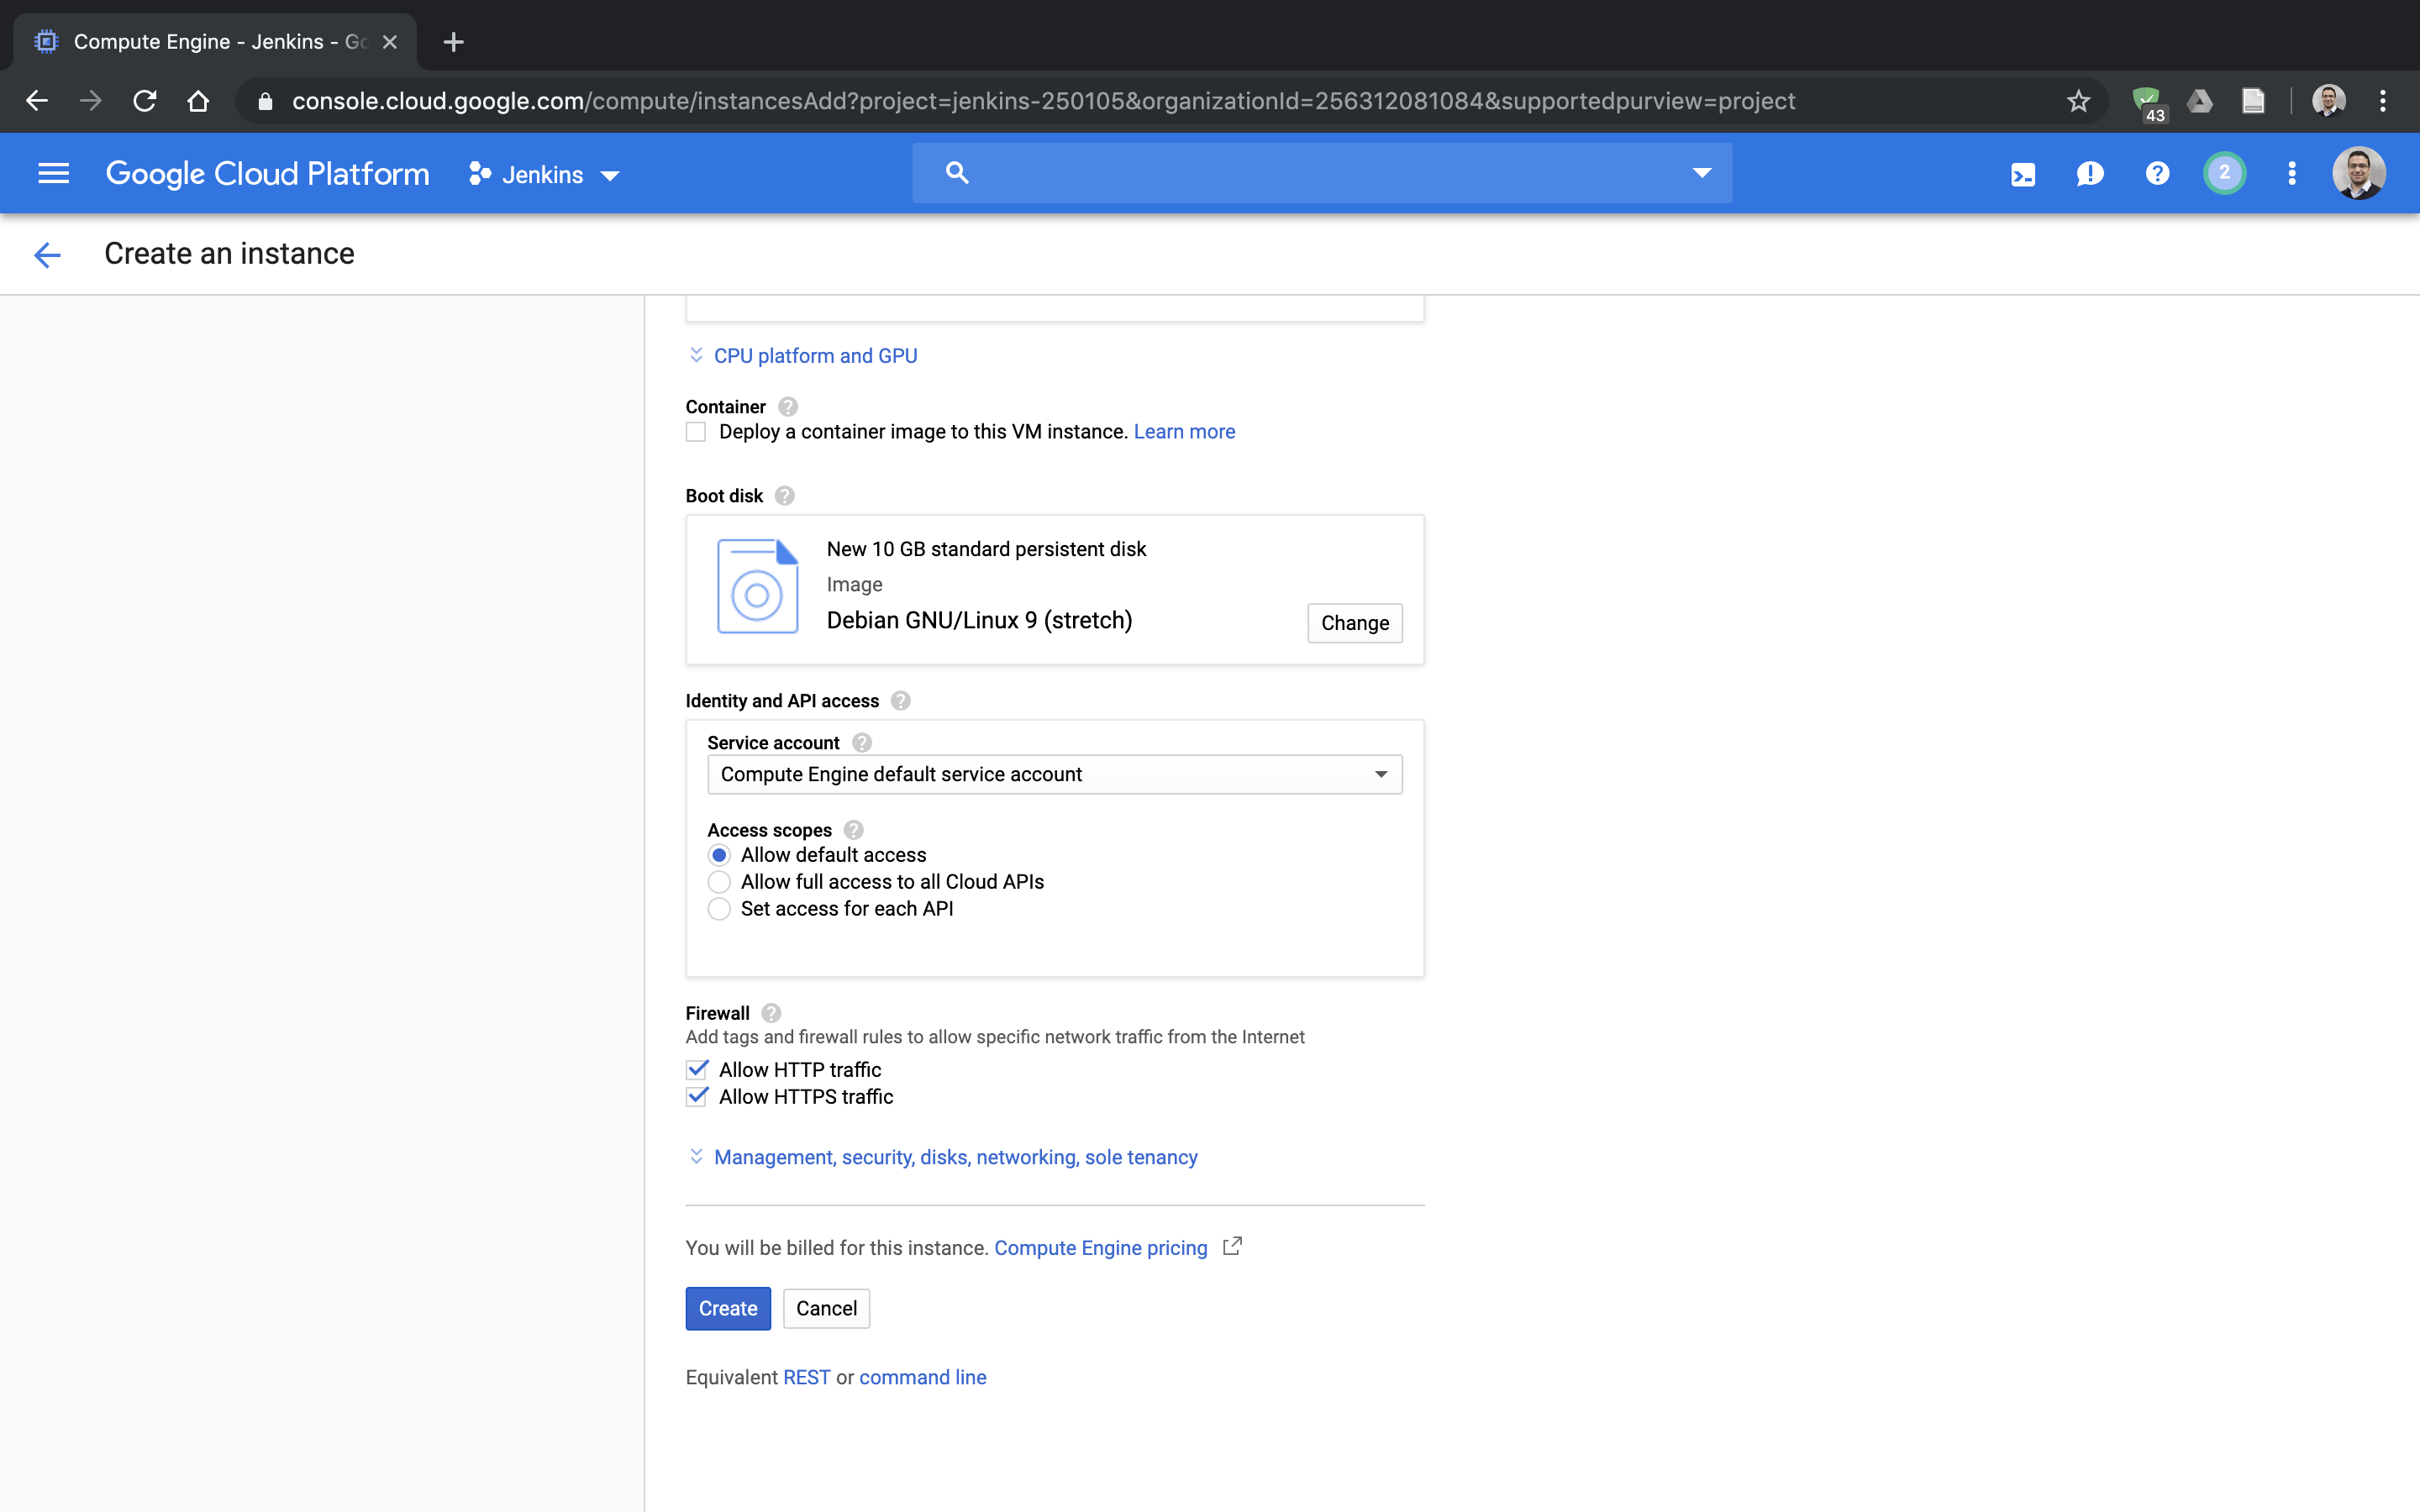 Compute Engine - Jenkins - Go
console.cloud.google.com/compute/instancesAdd?project=jenkins-250105&organizationId=256312081084&supportedpurview=project
43
Google Cloud Platform
Jenkins
2
Create an instance
CPU platform and GPU
Container
Deploy a container image to this VM instance. Learn more
Boot disk
New 10 GB standard persistent disk
Image
Debian GNU/Linux 9 (stretch)
Change
Identity and API access
Service account
Compute Engine default service account
Access scopes
Allow default access
Allow full access to all Cloud APIs
Set access for each API
Firewall
Add tags and firewall rules to allow specific network traffic from the Internet
Allow HTTP traffic
Allow HTTPS traffic
Management, security, disks, networking, sole tenancy
You will be billed for this instance. Compute Engine pricing
Create Cancel
Equivalent REST or command line